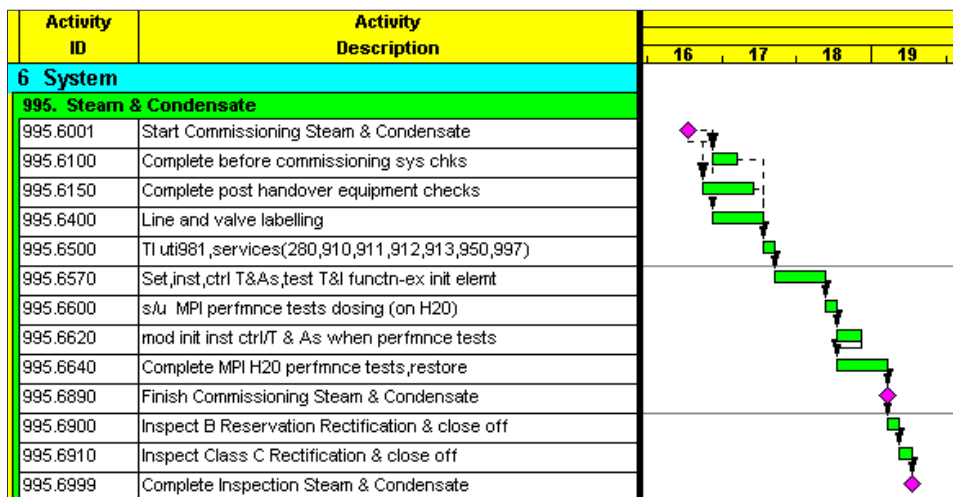 Activity ID Activity Description
16 17 18 19
6 System
995. Steam & Condensate
995.6001 Start Commissioning Steam & Condensate
995.6100 Complete before commissioning sys chks
995.6150 Complete post handover equipment checks
995.6400 Line and valve labelling
995.6500 TI uti981,services(280,910,911,912,913,950,997)
995.6570 Set,inst,ctrl T&As,test T&I functn-ex init elemt
995.6600 s/u MPI perfmnce tests dosing (on H20)
995.6620 mod init inst ctrl/T & As when perfmnce tests
995.6640 Complete MPI H20 perfmnce tests,restore
995.6890 Finish Commissioning Steam & Condensate
995.6900 Inspect B Reservation Rectification & close off
995.6910 Inspect Class C Rectification & close off
995.6999 Complete Inspection Steam & Condensate